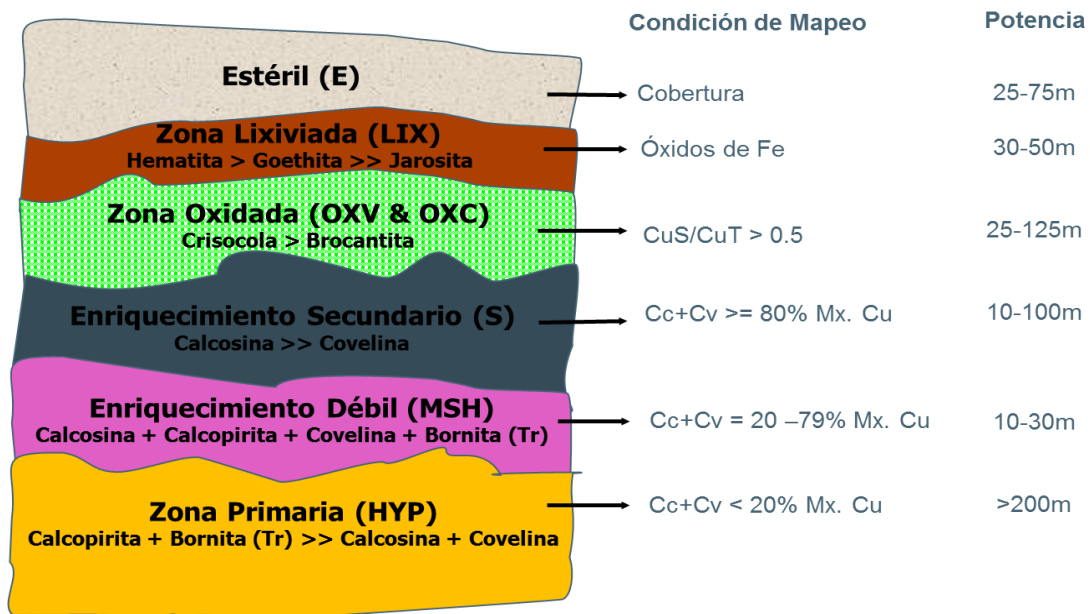 Condición de Mapeo
Potencia
Estéril (E)
Cobertura
25-75m
Zona Lixiviada (LIX)
Hematita > Goethita >> Jarosita
Óxidos de Fe
30-50m
Zona Oxidada (OXV & OXC)
Crisocola > Brocantita
CuS/CuT > 0.5
25-125m
Enriquecimiento Secundario (S)
Calcosina >> Covelina
Cc+Cv >= 80% Mx. Cu
10-100m
Enriquecimiento Débil (MSH)
Calcosina + Calcopirita + Covelina + Bornita (Tr)
Cc+Cv = 20 –79% Mx. Cu
10-30m
Zona Primaria (HYP)
Calcopirita + Bornita (Tr) >> Calcosina + Covelina
Cc+Cv < 20% Mx. Cu
>200m